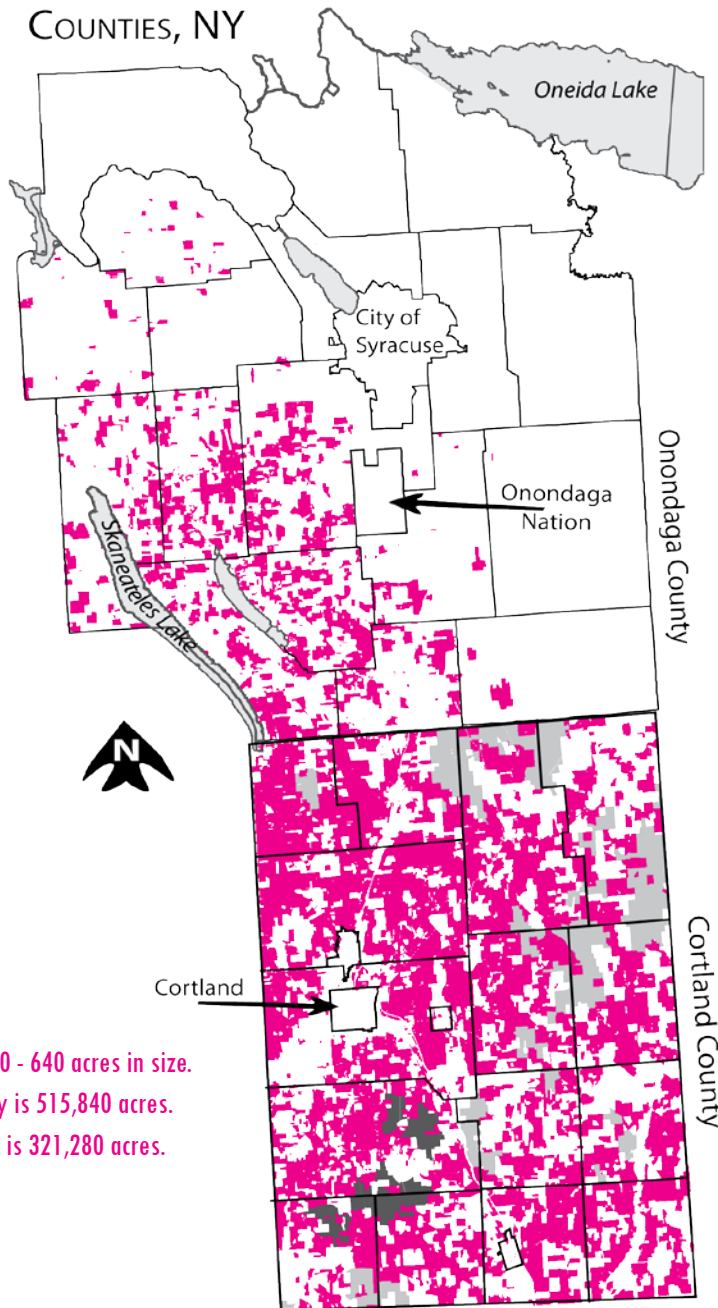 COUNTIES, NY
Oneida Lake
City of
Syracuse
Onondaga
Nation
Onondaga County
Skaneateles Lake
N
Cortland
Cortland County
0 - 640 acres in size.
y is 515,840 acres.
is 321,280 acres.